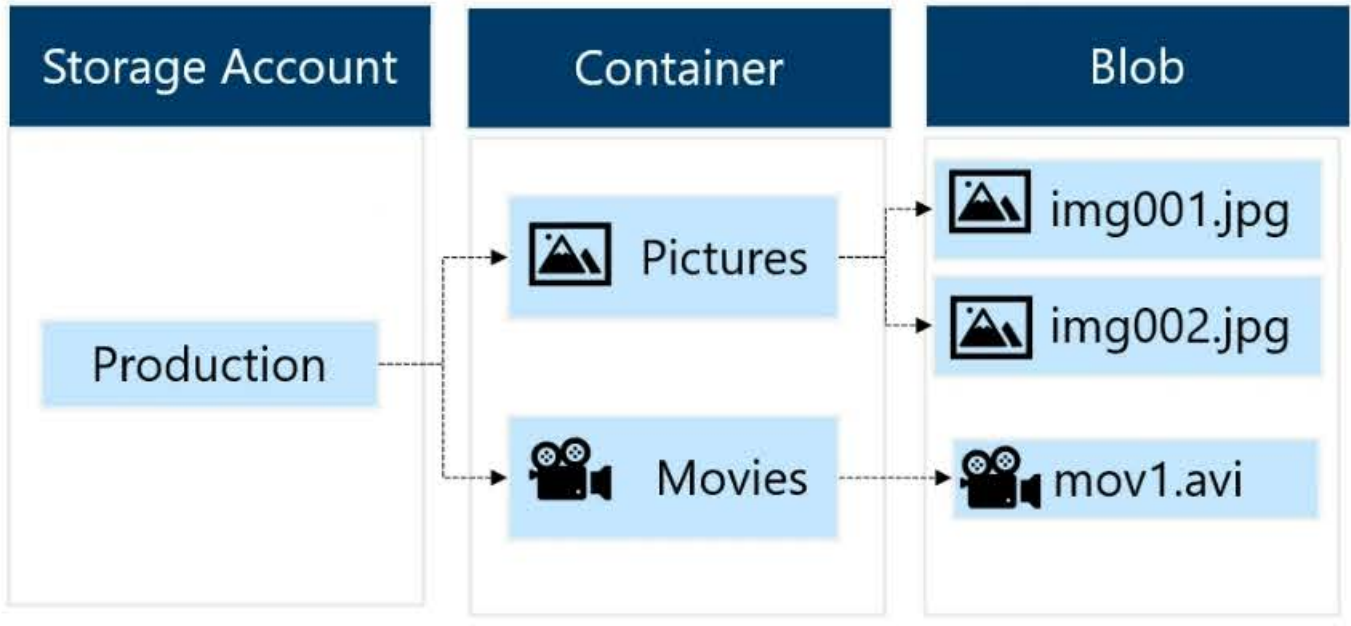 Storage Account
Container
Blob
Production
Pictures
Movies
img001.jpg
img002.jpg
mov1.avi